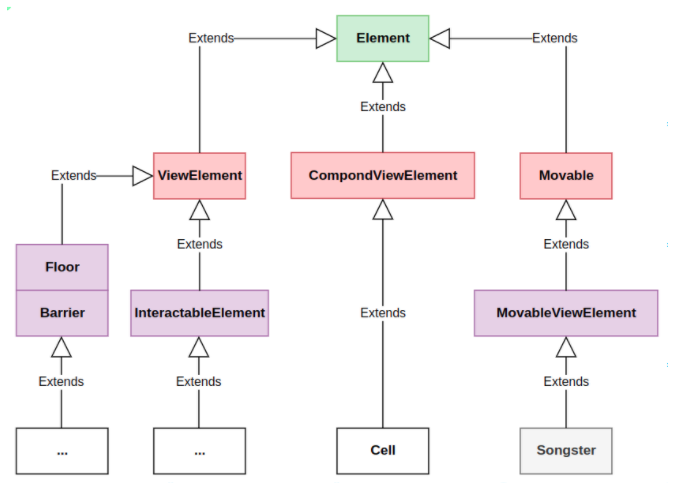 Extends Element Extends
Extends
Extends ViewElement CompondViewElement Movable
Extends Extends
Floor
Barrier InteractableElement Extends MovableViewElement
Extends Extends Extends
... ... Cell Songster